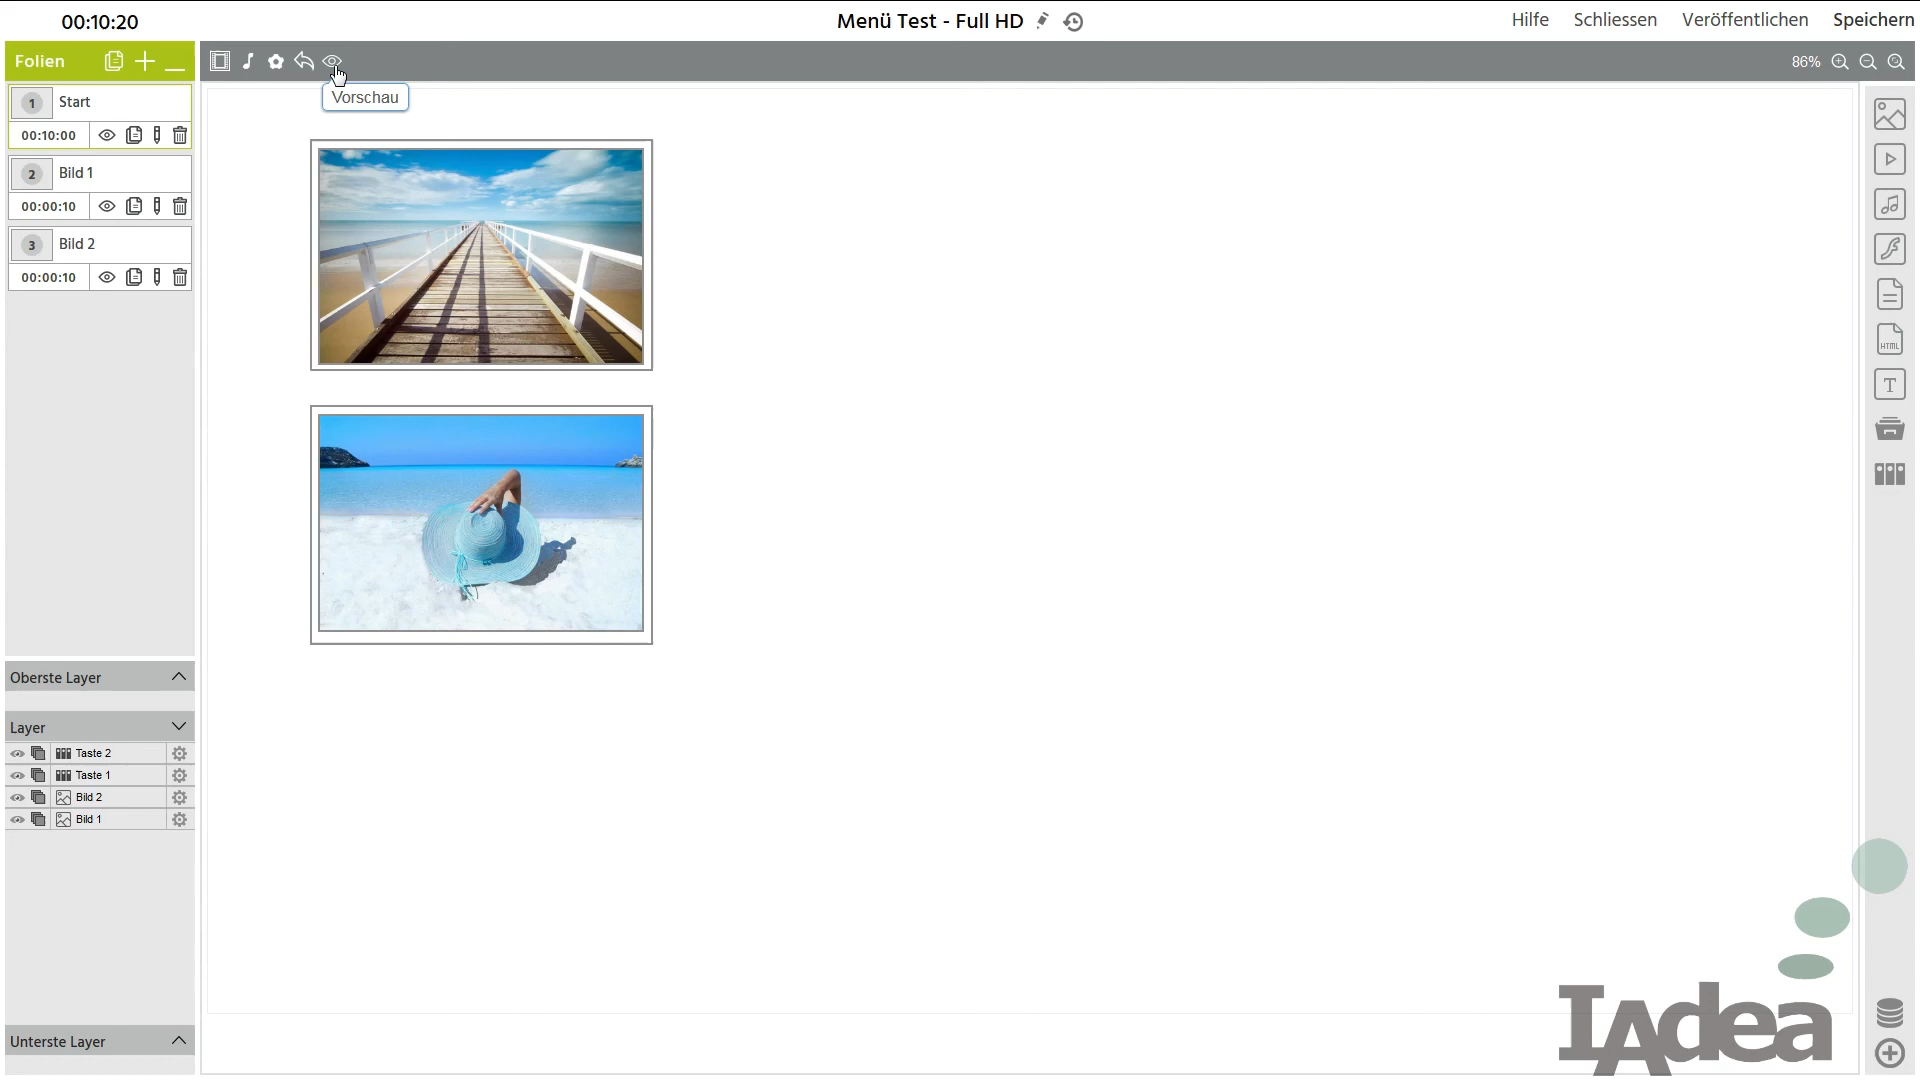 00:10:20
Menü Test - Full HD
Hilfe
Schliessen
Veröffentlichen
Speichern
Folien
86%
Vorschau
1
Start
00:10:00
2
Bild 1
00:00:10
3
Bild 2
00:00:10
HTML
T
Oberste Layer
Layer
Taste 2
Taste 1
Bild 2
Bild 1
Unterste Layer
IAdea